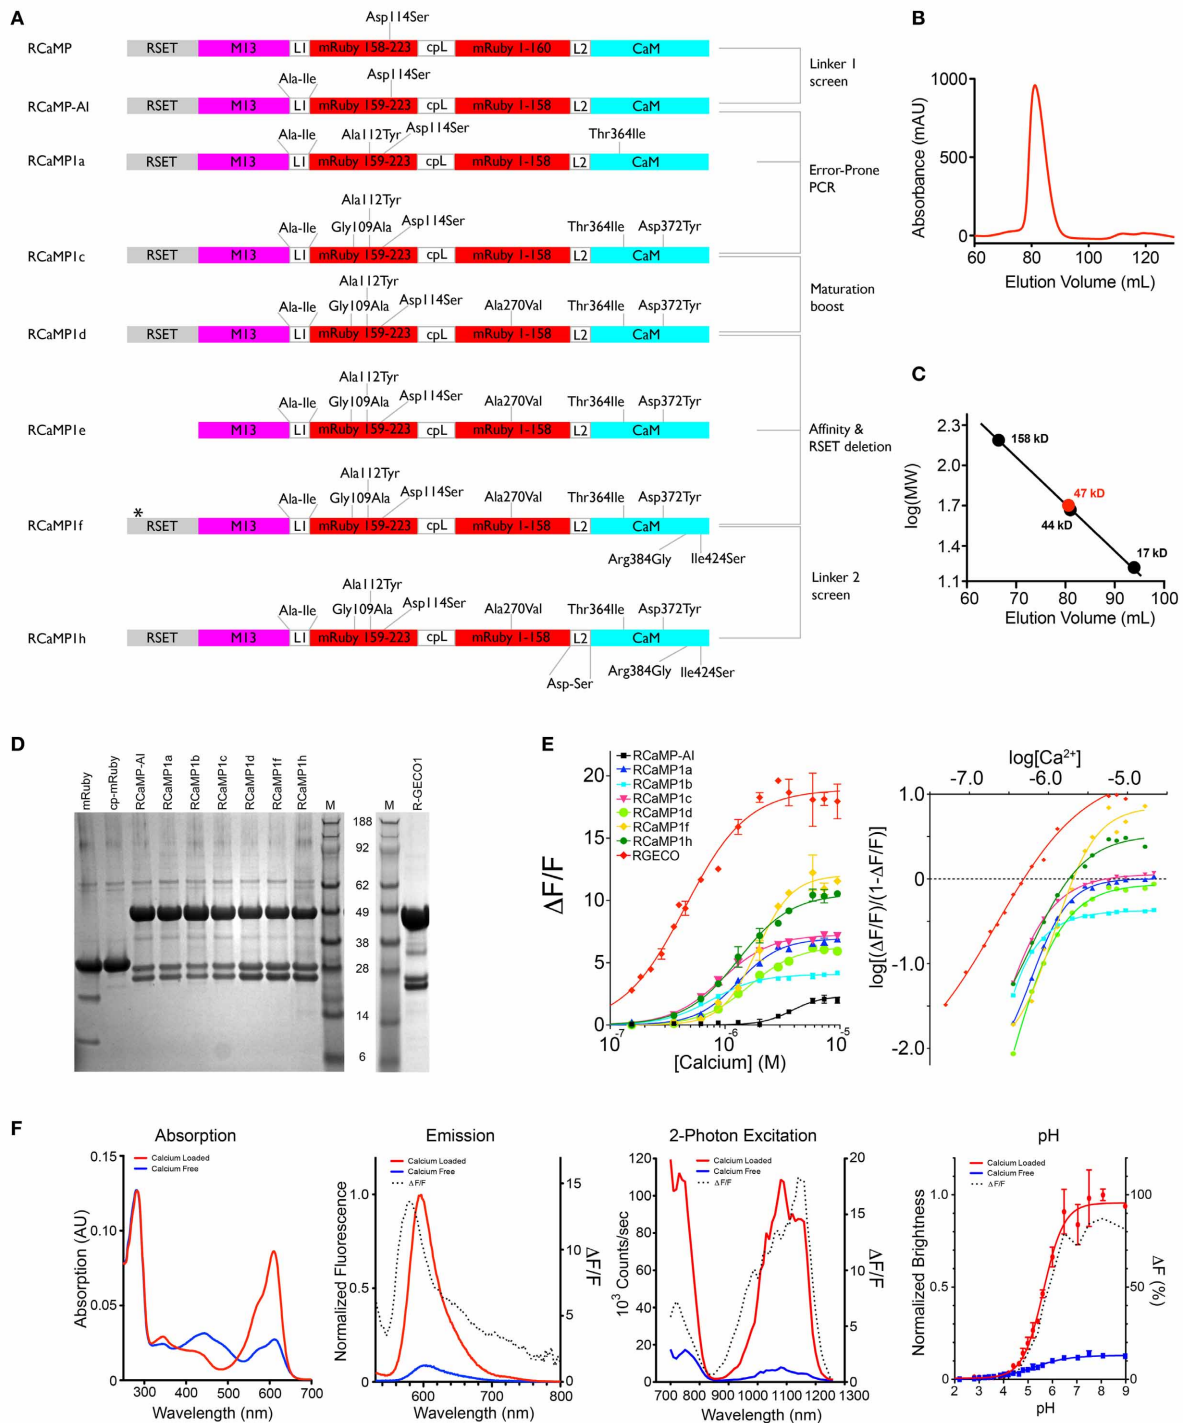 A
Asp114Ser
RCaMP
RSET M13 L1 mRuby 158-223 cpL mRuby 1-160 L2 CaM
Linker 1
screen
Ala-Ile Asp114Ser
RCaMP-AI
RSET M13 L1 mRuby 159-223 cpL mRuby 1-158 L2 CaM
Ala-Ile Ala112Tyr Asp114Ser Thr364Ile
RCaMP1a
RSET M13 L1 mRuby 159-223 cpL mRuby 1-158 L2 CaM
Error-Prone
PCR
Ala112Tyr
Ala-Ile Gly109Ala Asp114Ser Thr364Ile Asp372Tyr
RCaMP1c
RSET M13 L1 mRuby 159-223 cpL mRuby 1-158 L2 CaM
Maturation
boost
Ala112Tyr
Ala-Ile Gly109Ala Asp114Ser Ala270Val Thr364Ile Asp372Tyr
RCaMP1d
RSET M13 L1 mRuby 159-223 cpL mRuby 1-158 L2 CaM
Ala112Tyr
Ala-Ile Gly109Ala Asp114Ser Ala270Val Thr364Ile Asp372Tyr
RCaMP1e
M13 L1 mRuby 159-223 cpL mRuby 1-158 L2 CaM
Affinity &
RSET deletion
Ala112Tyr
Ala-Ile Gly109Ala Asp114Ser Ala270Val Thr364Ile Asp372Tyr
*
RCaMP1f
RSET M13 L1 mRuby 159-223 cpL mRuby 1-158 L2 CaM
Arg384Gly Ile424Ser
Linker 2
screen
Ala112Tyr
Ala-Ile Gly109Ala Asp114Ser Ala270Val Thr364Ile Asp372Tyr
RCaMP1h
RSET M13 L1 mRuby 159-223 cpL mRuby 1-158 L2 CaM
Asp-Ser Arg384Gly Ile424Ser
B
Absorbance (mAU)
1000
500
0
60 80 100 120
Elution Volume (mL)
C
log(MW)
2.3
2.0
1.7
1.4
1.1
158 kD
47 kD
44 kD
17 kD
60 70 80 90 100
Elution Volume (mL)
D
mRuby
cp-mRuby
RCaMP-AI
RCaMP1a
RCaMP1b
RCaMP1c
RCaMP1d
RCaMP1f
RCaMP1h
M
M
R-GECO1
188
92
62
49
38
28
14
6
E
ΔF/F
20
15
10
5
0
RCaMP-AI
RCaMP1a
RCaMP1b
RCaMP1c
RCaMP1d
RCaMP1f
RCaMP1h
RGECO
10-7 10-6 10-5
[Calcium] (M)
log[Ca2+]
-7.0 -6.0 -5.0
log[(ΔF/F)/(1-ΔF/F)]
1.0
0
-1.0
-2.0
F
Absorption
Calcium Loaded
Calcium Free
Absorption (AU)
0.15
0.10
0.05
0
300 400 500 600 700
Wavelength (nm)
Emission
Calcium Loaded
Calcium Free
ΔF/F
Normalized Fluorescence
1.0
0.5
0
15
10
5
0
ΔF/F
600 700 800
Wavelength (nm)
2-Photon Excitation
Calcium Loaded
Calcium Free
ΔF/F
103 Counts/sec
120
100
80
60
40
20
0
20
15
10
5
0
ΔF/F
700 800 900 1000 1100 1200 1300
Wavelength (nm)
pH
Calcium Loaded
Calcium Free
ΔF/F
Normalized Brightness
1.0
0.5
0
100
50
0
ΔF (%)
2 3 4 5 6 7 8 9
pH